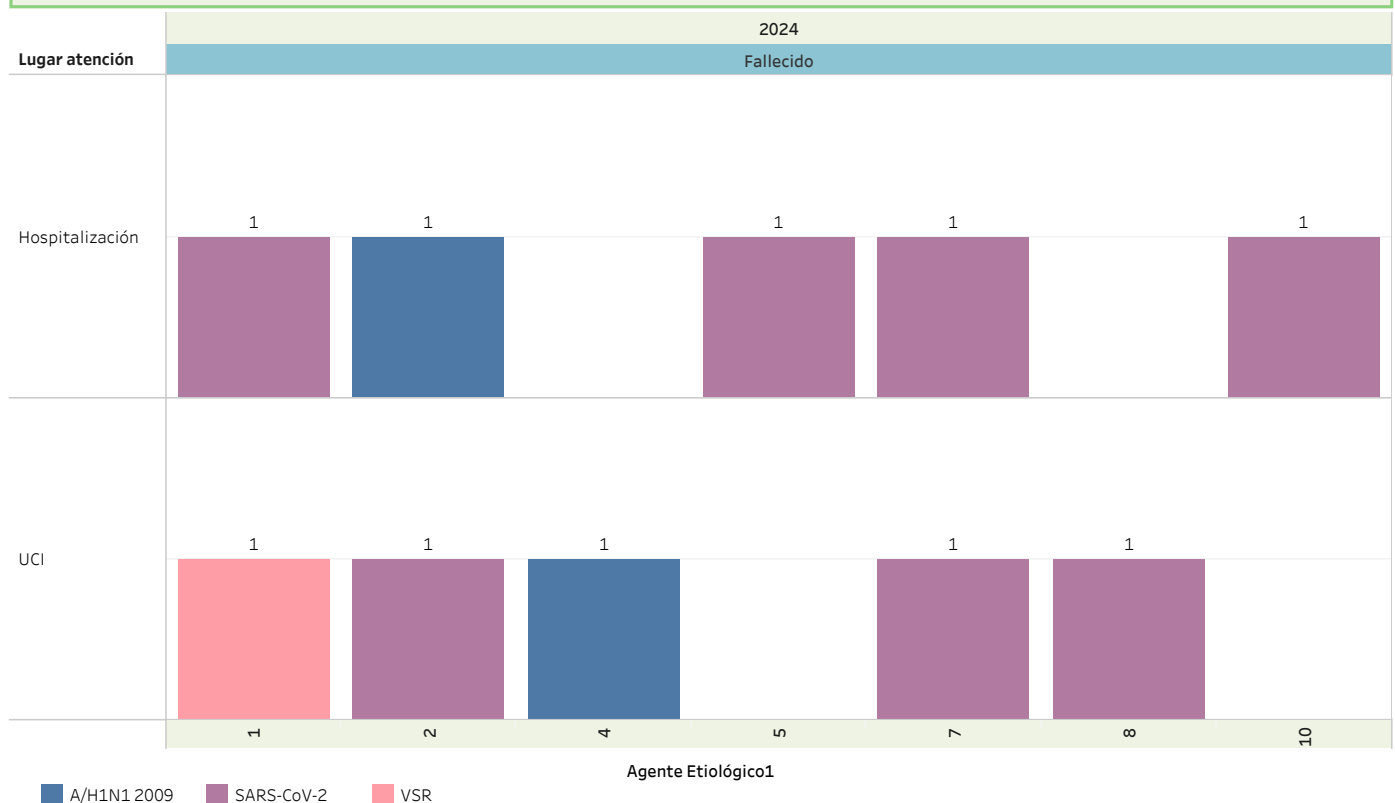 2024
Lugar atención
Fallecido
1 1 1 1 1
Hospitalización
1 1 1 1 1
UCI
1 2 4 5 7 8 10
Agente Etiológico1
A/H1N1 2009 SARS-CoV-2 VSR